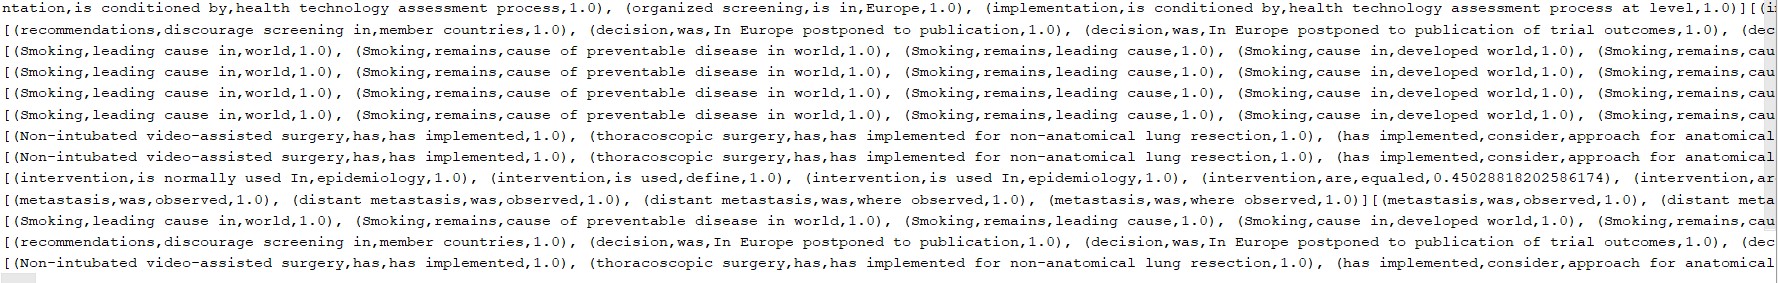 ntation,is conditioned by,health technology assessment process,1.0), (organized screening,is in,Europe,1.0), (implementation,is conditioned by,health technology assessment process at level,1.0)][(i
[(recommendations,discourage screening in,member countries,1.0), (decision,was,In Europe postponed to publication,1.0), (decision,was,In Europe postponed to publication of trial outcomes,1.0), (dec
[(Smoking,leading cause in,world,1.0), (Smoking,remains,cause of preventable disease in world,1.0), (Smoking,remains,leading cause,1.0), (Smoking,cause in,developed world,1.0), (Smoking,remains,cau
[(Smoking,leading cause in,world,1.0), (Smoking,remains,cause of preventable disease in world,1.0), (Smoking,remains,leading cause,1.0), (Smoking,cause in,developed world,1.0), (Smoking,remains,cau
[(Smoking,leading cause in,world,1.0), (Smoking,remains,cause of preventable disease in world,1.0), (Smoking,remains,leading cause,1.0), (Smoking,cause in,developed world,1.0), (Smoking,remains,cau
[(Smoking,leading cause in,world,1.0), (Smoking,remains,cause of preventable disease in world,1.0), (Smoking,remains,leading cause,1.0), (Smoking,cause in,developed world,1.0), (Smoking,remains,cau
[(Non-intubated video-assisted surgery,has,has implemented,1.0), (thoracoscopic surgery,has,has implemented for non-anatomical lung resection,1.0), (has implemented,consider,approach for anatomical
[(Non-intubated video-assisted surgery,has,has implemented,1.0), (thoracoscopic surgery,has,has implemented for non-anatomical lung resection,1.0), (has implemented,consider,approach for anatomical
[(intervention,is normally used In,epidemiology,1.0), (intervention,is used,define,1.0), (intervention,is used In,epidemiology,1.0), (intervention,are,equaled,0.45028818202586174), (intervention,ar
[(metastasis,was,observed,1.0), (distant metastasis,was,observed,1.0), (distant metastasis,was,where observed,1.0), (metastasis,was,where observed,1.0)][(metastasis,was,observed,1.0), (distant meta
[(Smoking,leading cause in,world,1.0), (Smoking,remains,cause of preventable disease in world,1.0), (Smoking,remains,leading cause,1.0), (Smoking,cause in,developed world,1.0), (Smoking,remains,cau
[(recommendations,discourage screening in,member countries,1.0), (decision,was,In Europe postponed to publication,1.0), (decision,was,In Europe postponed to publication of trial outcomes,1.0), (dec
[(Non-intubated video-assisted surgery,has,has implemented,1.0), (thoracoscopic surgery,has,has implemented for non-anatomical lung resection,1.0), (has implemented,consider,approach for anatomical